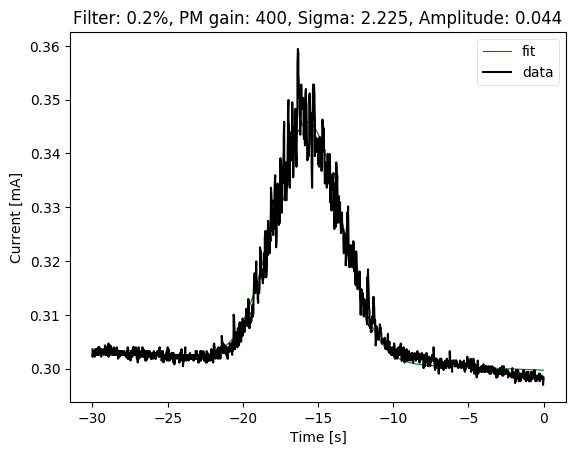 Filter: 0.2%, PM gain: 400, Sigma: 2.225, Amplitude: 0.044
fit
data
0.36
0.35
0.34
0.33
0.32
0.31
0.30
Current [mA]
−30
−25
−20
−15
−10
−5
0
Time [s]